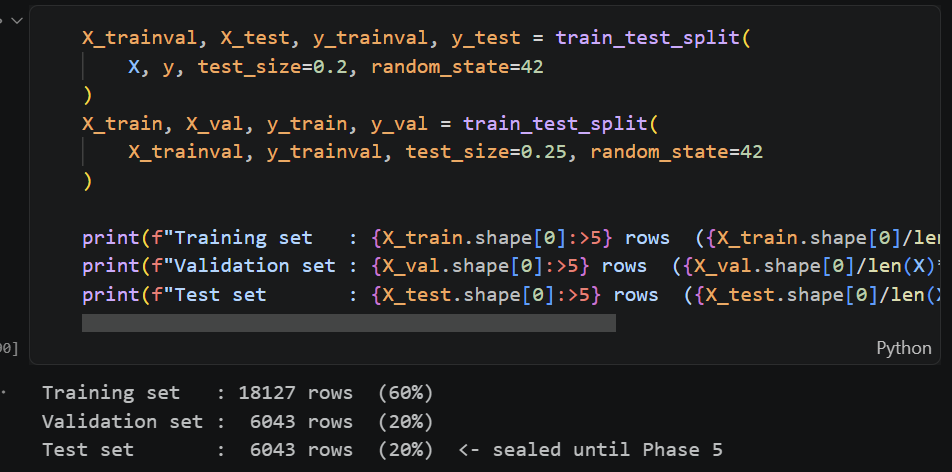 X_trainval, X_test, y_trainval, y_test = train_test_split(
    X, y, test_size=0.2, random_state=42
)
X_train, X_val, y_train, y_val = train_test_split(
    X_trainval, y_trainval, test_size=0.25, random_state=42
)
print(f"Training set   : {X_train.shape[0]:>5} rows  ({X_train.shape[0]/len
print(f"Validation set : {X_val.shape[0]:>5} rows  ({X_val.shape[0]/len(X)*
print(f"Test set       : {X_test.shape[0]:>5} rows  ({X_test.shape[0]/len(X
0]
Python
Training set   : 18127 rows  (60%)
Validation set :  6043 rows  (20%)
Test set       :  6043 rows  (20%)  <- sealed until Phase 5